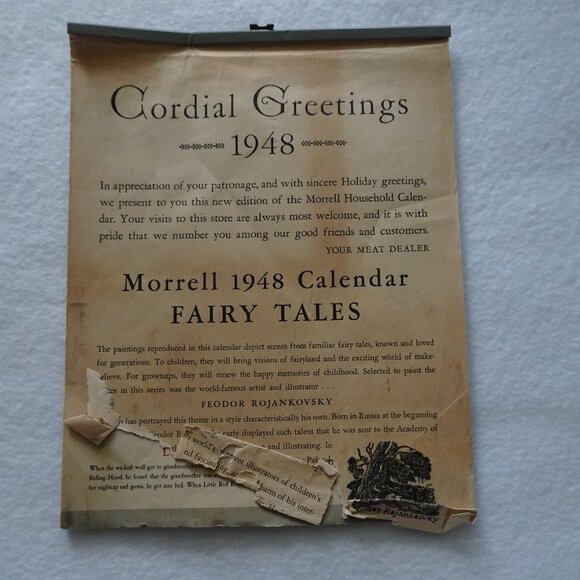 Cordial Greetings
1948
In appreciation of your patronage, and with sincere Holiday greetings,
we present to you this new edition of the Morrell Household Calen-
dar. Your visits to this store are always most welcome, and it is with
pride that we number you among our good friends and customers.
YOUR MEAT DEALER
Morrell 1948 Calendar
FAIRY TALES
The paintings reproduced in this calendar depict scenes from familiar fairy tales, known and loved
for generations. To children, they will bring visions of fairyland and the exciting world of make-
elieve. For grownups, they will renew the happy memories of childhood. Selected to paint the
es in this series was the world-famous artist and illustrator . . . .
FEODOR ROJANKOVSKY
o has portrayed this theme in a style characteristically his own. Born in Russia at the beginning
eodor R early displayed such talent that he was sent to the Academy of
and illustrating. In
world's illustrators of children's
nd fascinating, harm of his inter-
When the wicked wolf got to grandmother's
Riding Hood, he found that the grandmother was
her nightcap and gown, he got into bed. When Little Red R
Rojankovsky